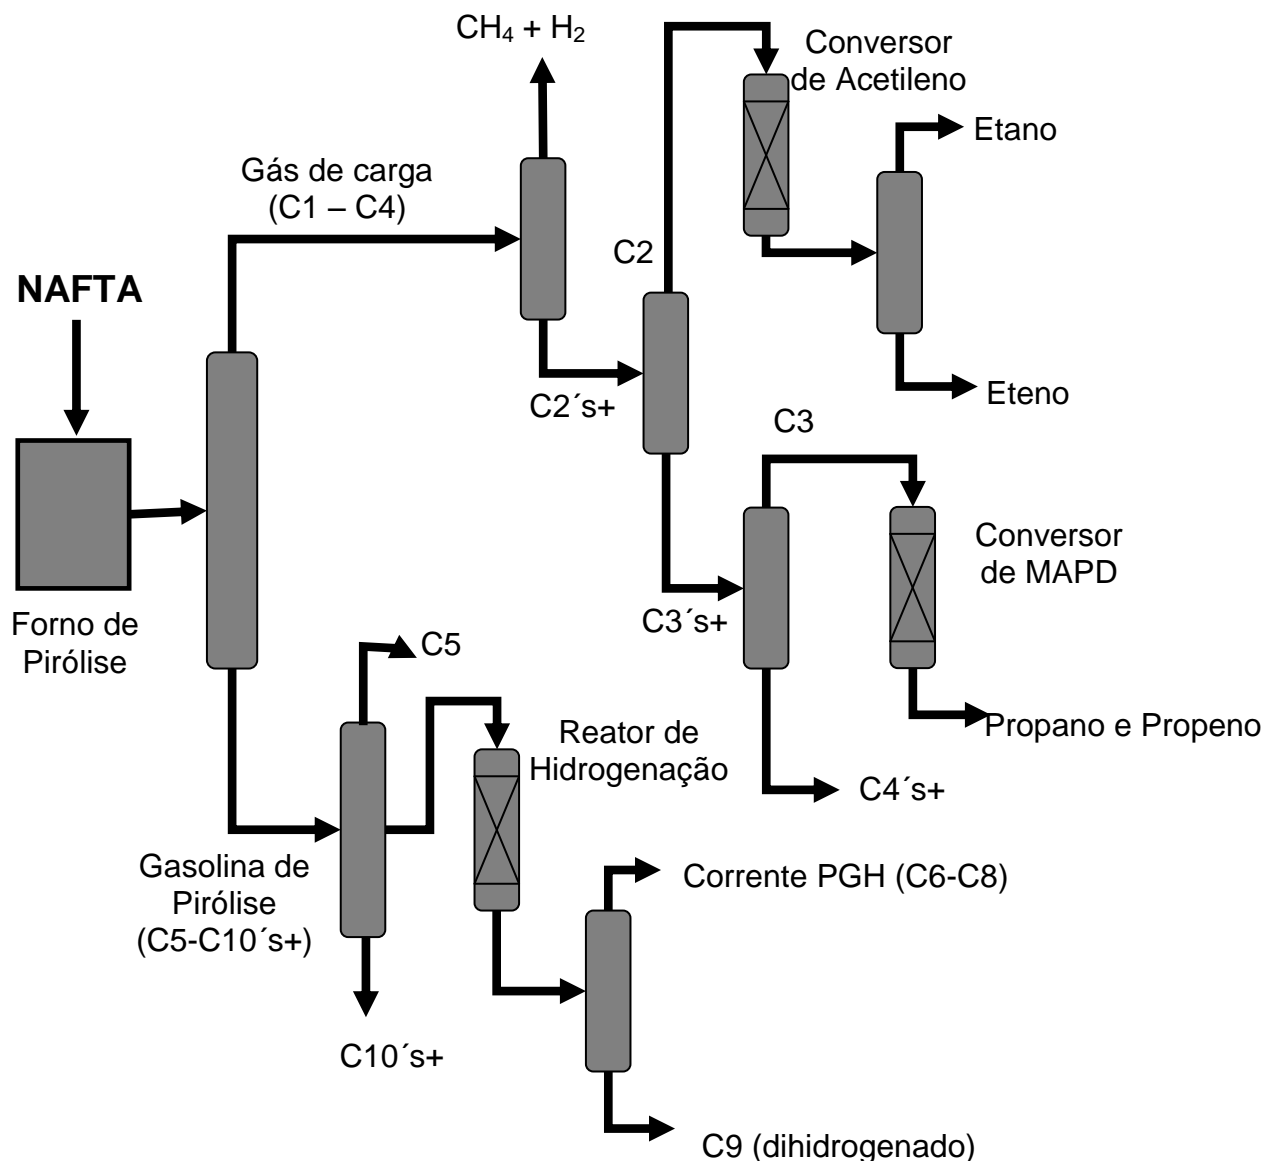 CH₄ + H₂
Conversor
de Acetileno
Etano
Gás de carga
(C1 – C4)
C2
NAFTA
C2´s+
Eteno
C3
Conversor
de MAPD
Forno de
Pirólise
C3´s+
C5
Propano e Propeno
Reator de
Hidrogenação
C4´s+
Gasolina de
Pirólise
(C5-C10´s+)
Corrente PGH (C6-C8)
C10´s+
C9 (dihidrogenado)